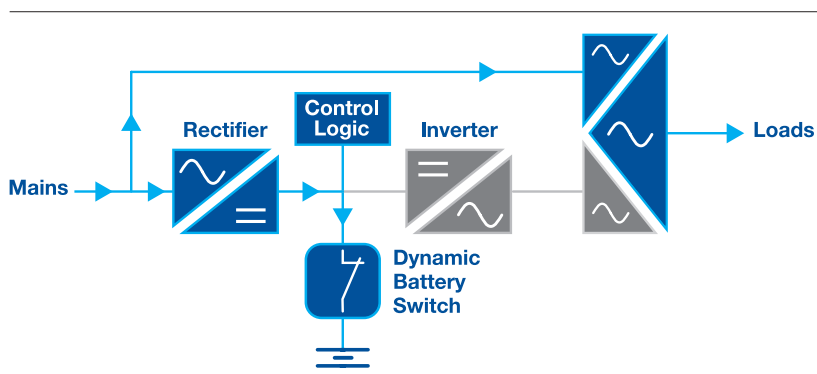 Control
Logic
Rectifier
Inverter
Mains
Loads
Dynamic
Battery
Switch